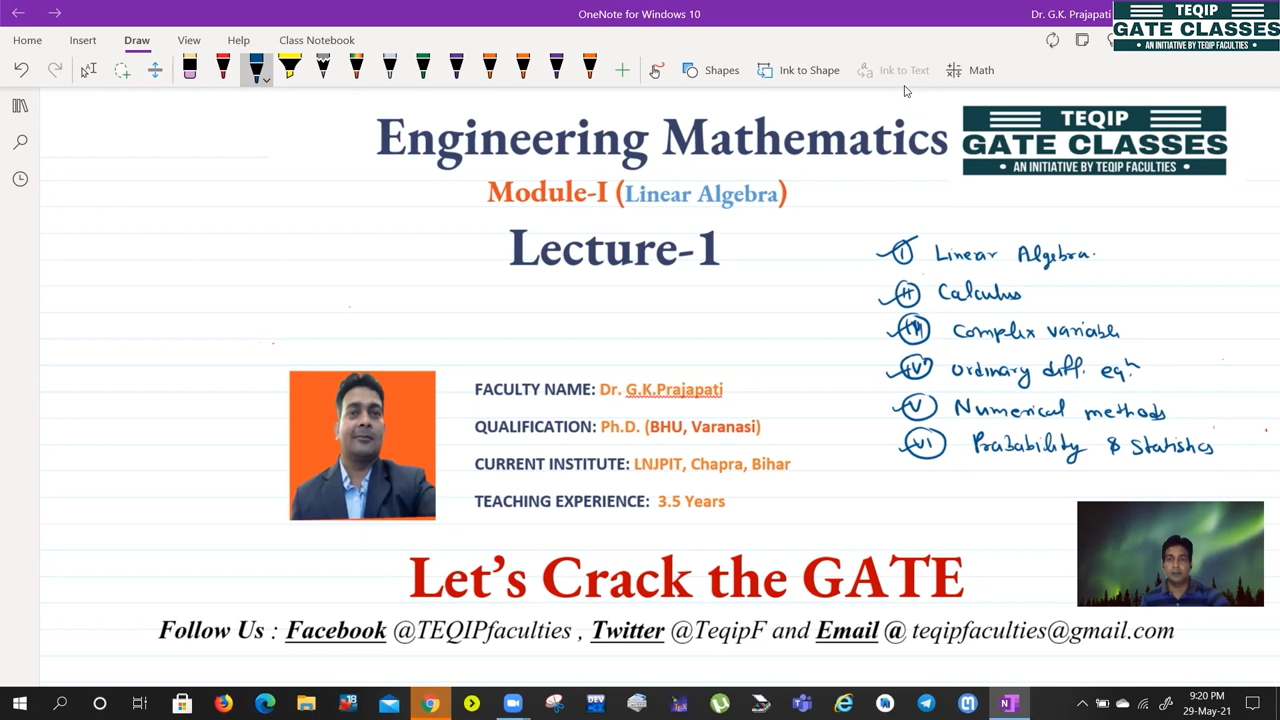 OneNote for Windows 10
Dr. G.K. Prajapati
TEQIP
GATE CLASSES
AN INITIATIVE BY TEQIP FACULTIES
Home Insert Draw View Help Class Notebook
Shapes Ink to Shape Ink to Text Math
Engineering Mathematics
TEQIP
GATE CLASSES
AN INITIATIVE BY TEQIP FACULTIES
Module-I (Linear Algebra)
Lecture-1
I Linear Algebra.
II Calculus
III Complex variable
IV Ordinary diff. eqn
V Numerical methods
VI Probability & Statistics
FACULTY NAME: Dr. G.K.Prajapati
QUALIFICATION: Ph.D. (BHU, Varanasi)
CURRENT INSTITUTE: LNJPIT, Chapra, Bihar
TEACHING EXPERIENCE: 3.5 Years
Let's Crack the GATE
Follow Us : Facebook @TEQIPfaculties , Twitter @TeqipF and Email @ teqipfaculties@gmail.com
9:20 PM
29-May-21